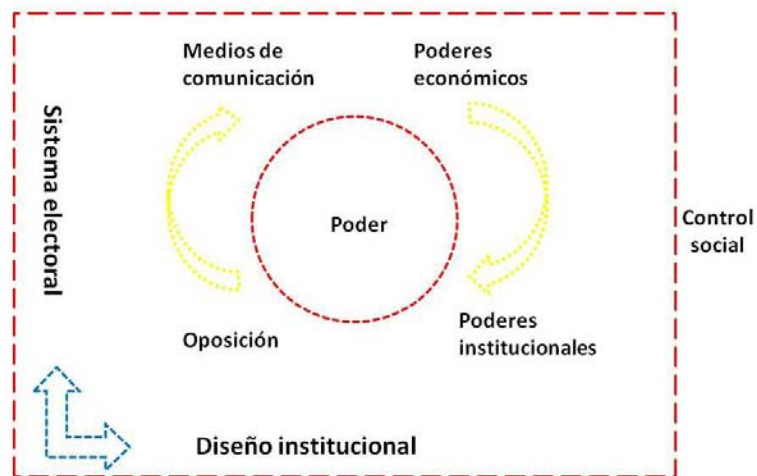 Medios de
comunicación
Poderes
económicos
Sistema electoral
Poder
Control
social
Oposición
Poderes
institucionales
Diseño institucional